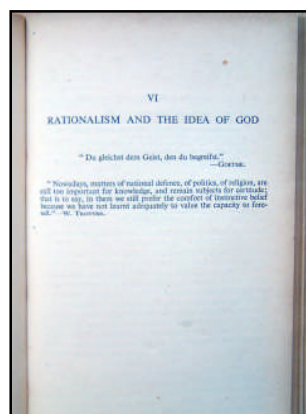 VI
RATIONALISM AND THE IDEA OF GOD
" Du gleichst dem Geist, den du begreifst."
—GOETHE.
" Nowadays, matters of national defence, of politics, of religion, are
still too important for knowledge, and remain subjects for certitude;
that is to say, in them we still prefer the comfort of instinctive belief
because we have not learnt adequately to value the capacity to fore-
tell."—W. TROTTER.